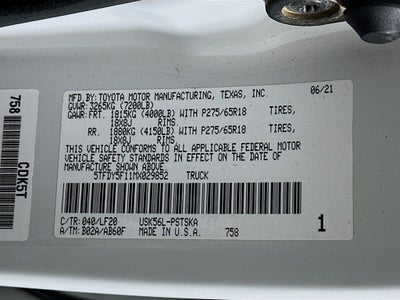 MFD.BY:TOYOTA MOTOR MANUFACTURING, TEXAS, INC. 06/21
GVWR: 3265KG (7200LB)
GAWR:FRT. 1815KG (4000LB) WITH P275/65R18 TIRES,
18X8J RIMS.
RR. 1880KG (4150LB) WITH P275/65R18 TIRES,
18X8J RIMS.
THIS VEHICLE CONFORMS TO ALL APPLICABLE FEDERAL MOTOR
VEHICLE SAFETY STANDARDS IN EFFECT ON THE DATE OF
MANUFACTURE SHOWN ABOVE.
5TFDY5F11MX029852 TRUCK
C/TR:040/LF20 USK56L-PSTSKA
A/TM:B02A/AB60F MADE IN U.S.A. 758 1
758 CDK5T